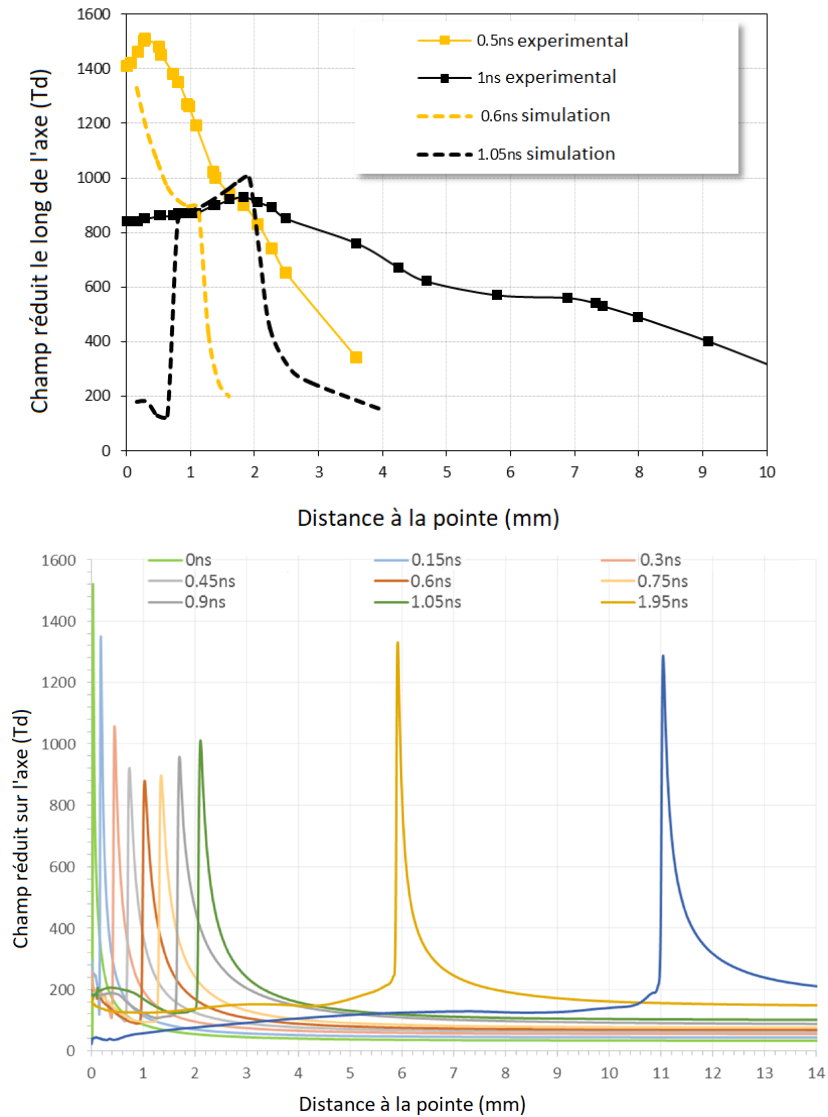 1600
1400
1200
1000
800
600
400
200
0
Champ réduit le long de l'axe (Td)
0.5ns experimental
1ns experimental
0.6ns simulation
1.05ns simulation
0 1 2 3 4 5 6 7 8 9 10
Distance à la pointe (mm)
1600
1400
1200
1000
800
600
400
200
0
Champ réduit sur l'axe (Td)
0ns 0.15ns 0.3ns
0.45ns 0.6ns 0.75ns
0.9ns 1.05ns 1.95ns
0 1 2 3 4 5 6 7 8 9 10 11 12 13 14
Distance à la pointe (mm)